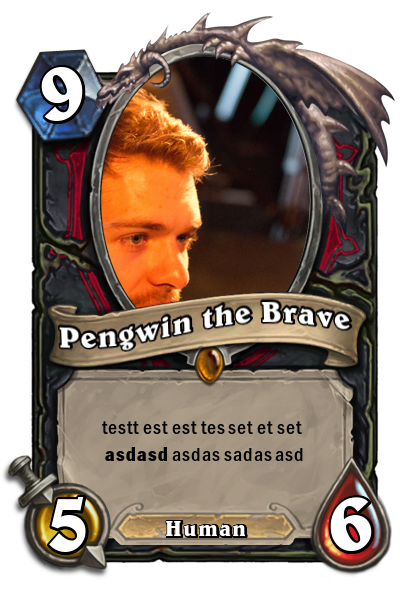 9
Pengwin the Brave
testt est est tes set et set
asdasd asdas sadas asd
5
Human
6